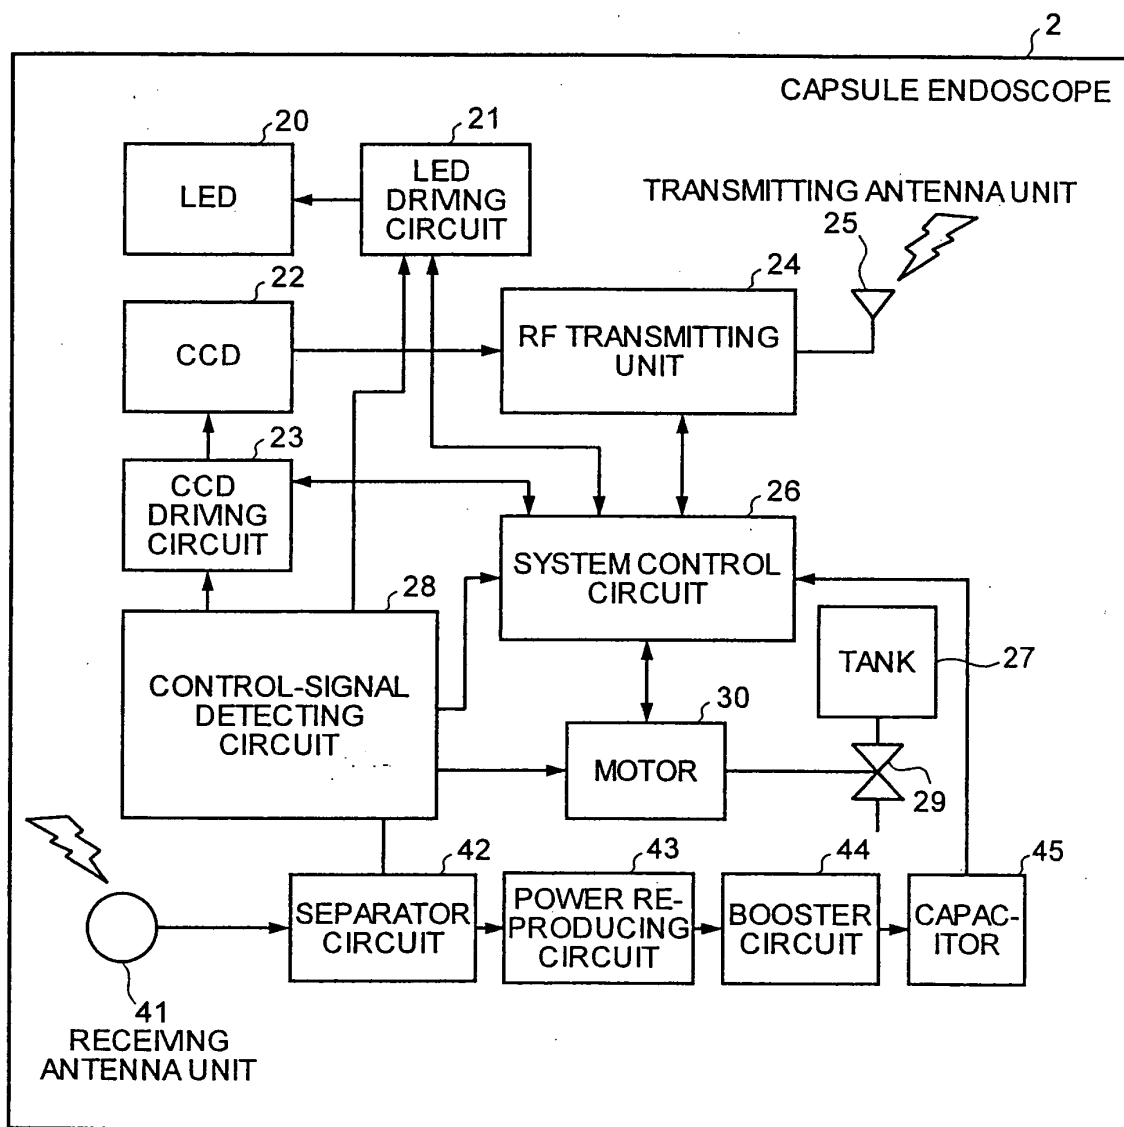 2
CAPSULE ENDOSCOPE
20
LED
21
LED
DRIVING
CIRCUIT
TRANSMITTING ANTENNA UNIT
25
22
CCD
24
RF TRANSMITTING
UNIT
23
CCD
DRIVING
CIRCUIT
26
SYSTEM CONTROL
CIRCUIT
28
CONTROL-SIGNAL
DETECTING
CIRCUIT
TANK
27
30
MOTOR
29
42
SEPARATOR
CIRCUIT
43
POWER RE-
PRODUCING
CIRCUIT
44
BOOSTER
CIRCUIT
45
CAPAC-
ITOR
41
RECEIVING
ANTENNA UNIT